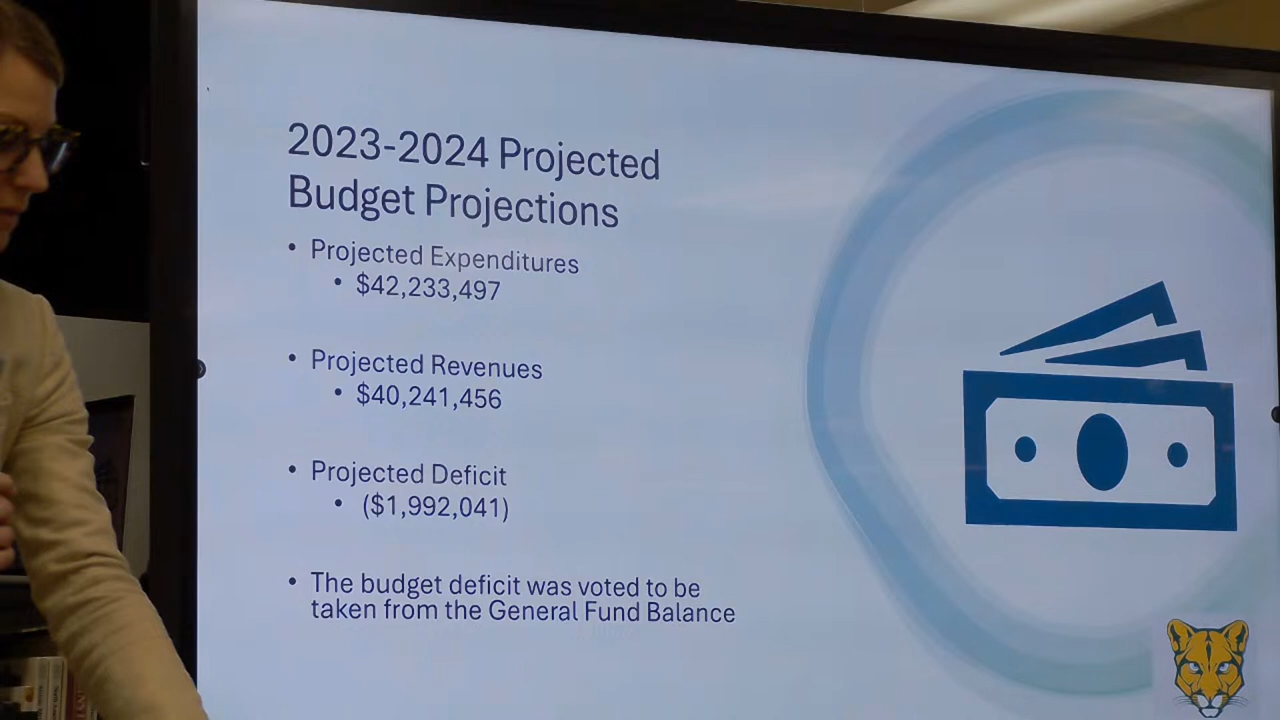 2023-2024 Projected
Budget Projections
• Projected Expenditures
• $42,233,497
• Projected Revenues
• $40,241,456
• Projected Deficit
• ($1,992,041)
• The budget deficit was voted to be
taken from the General Fund Balance